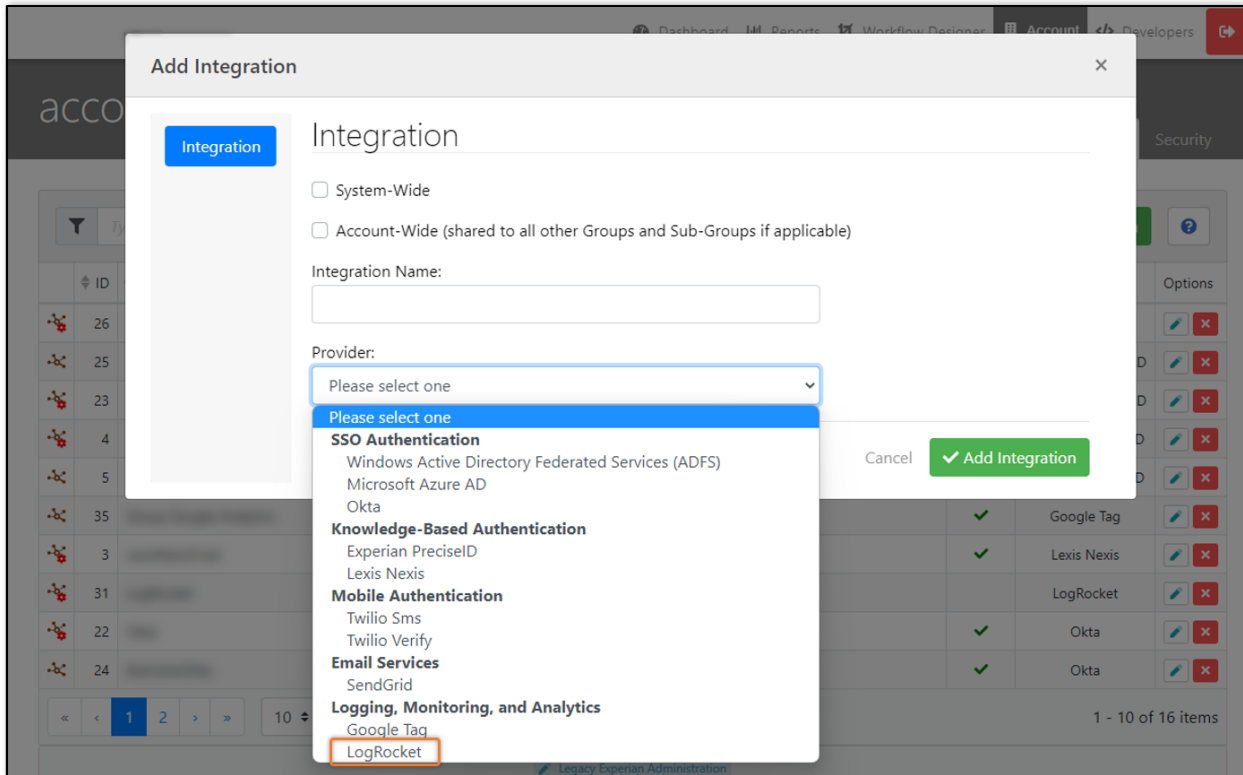 Dashboard Reports Workflow Designer Account Developers
Add Integration ×
acco
Security
Integration
Integration
System-Wide
Account-Wide (shared to all other Groups and Sub-Groups if applicable)
Integration Name:
Provider:
Please select one
Please select one
SSO Authentication
Windows Active Directory Federated Services (ADFS)
Microsoft Azure AD
Okta
Knowledge-Based Authentication
Experian PreciseID
Lexis Nexis
Mobile Authentication
Twilio Sms
Twilio Verify
Email Services
SendGrid
Logging, Monitoring, and Analytics
Google Tag
LogRocket
Cancel Add Integration
Ty
ID Options
26
25 D
23 D
4 D
5 D
35 Google Tag
3 Lexis Nexis
31 LogRocket
22 Okta
24 Okta
« ‹ 1 2 › » 10 1 - 10 of 16 items
Legacy Experian Administration